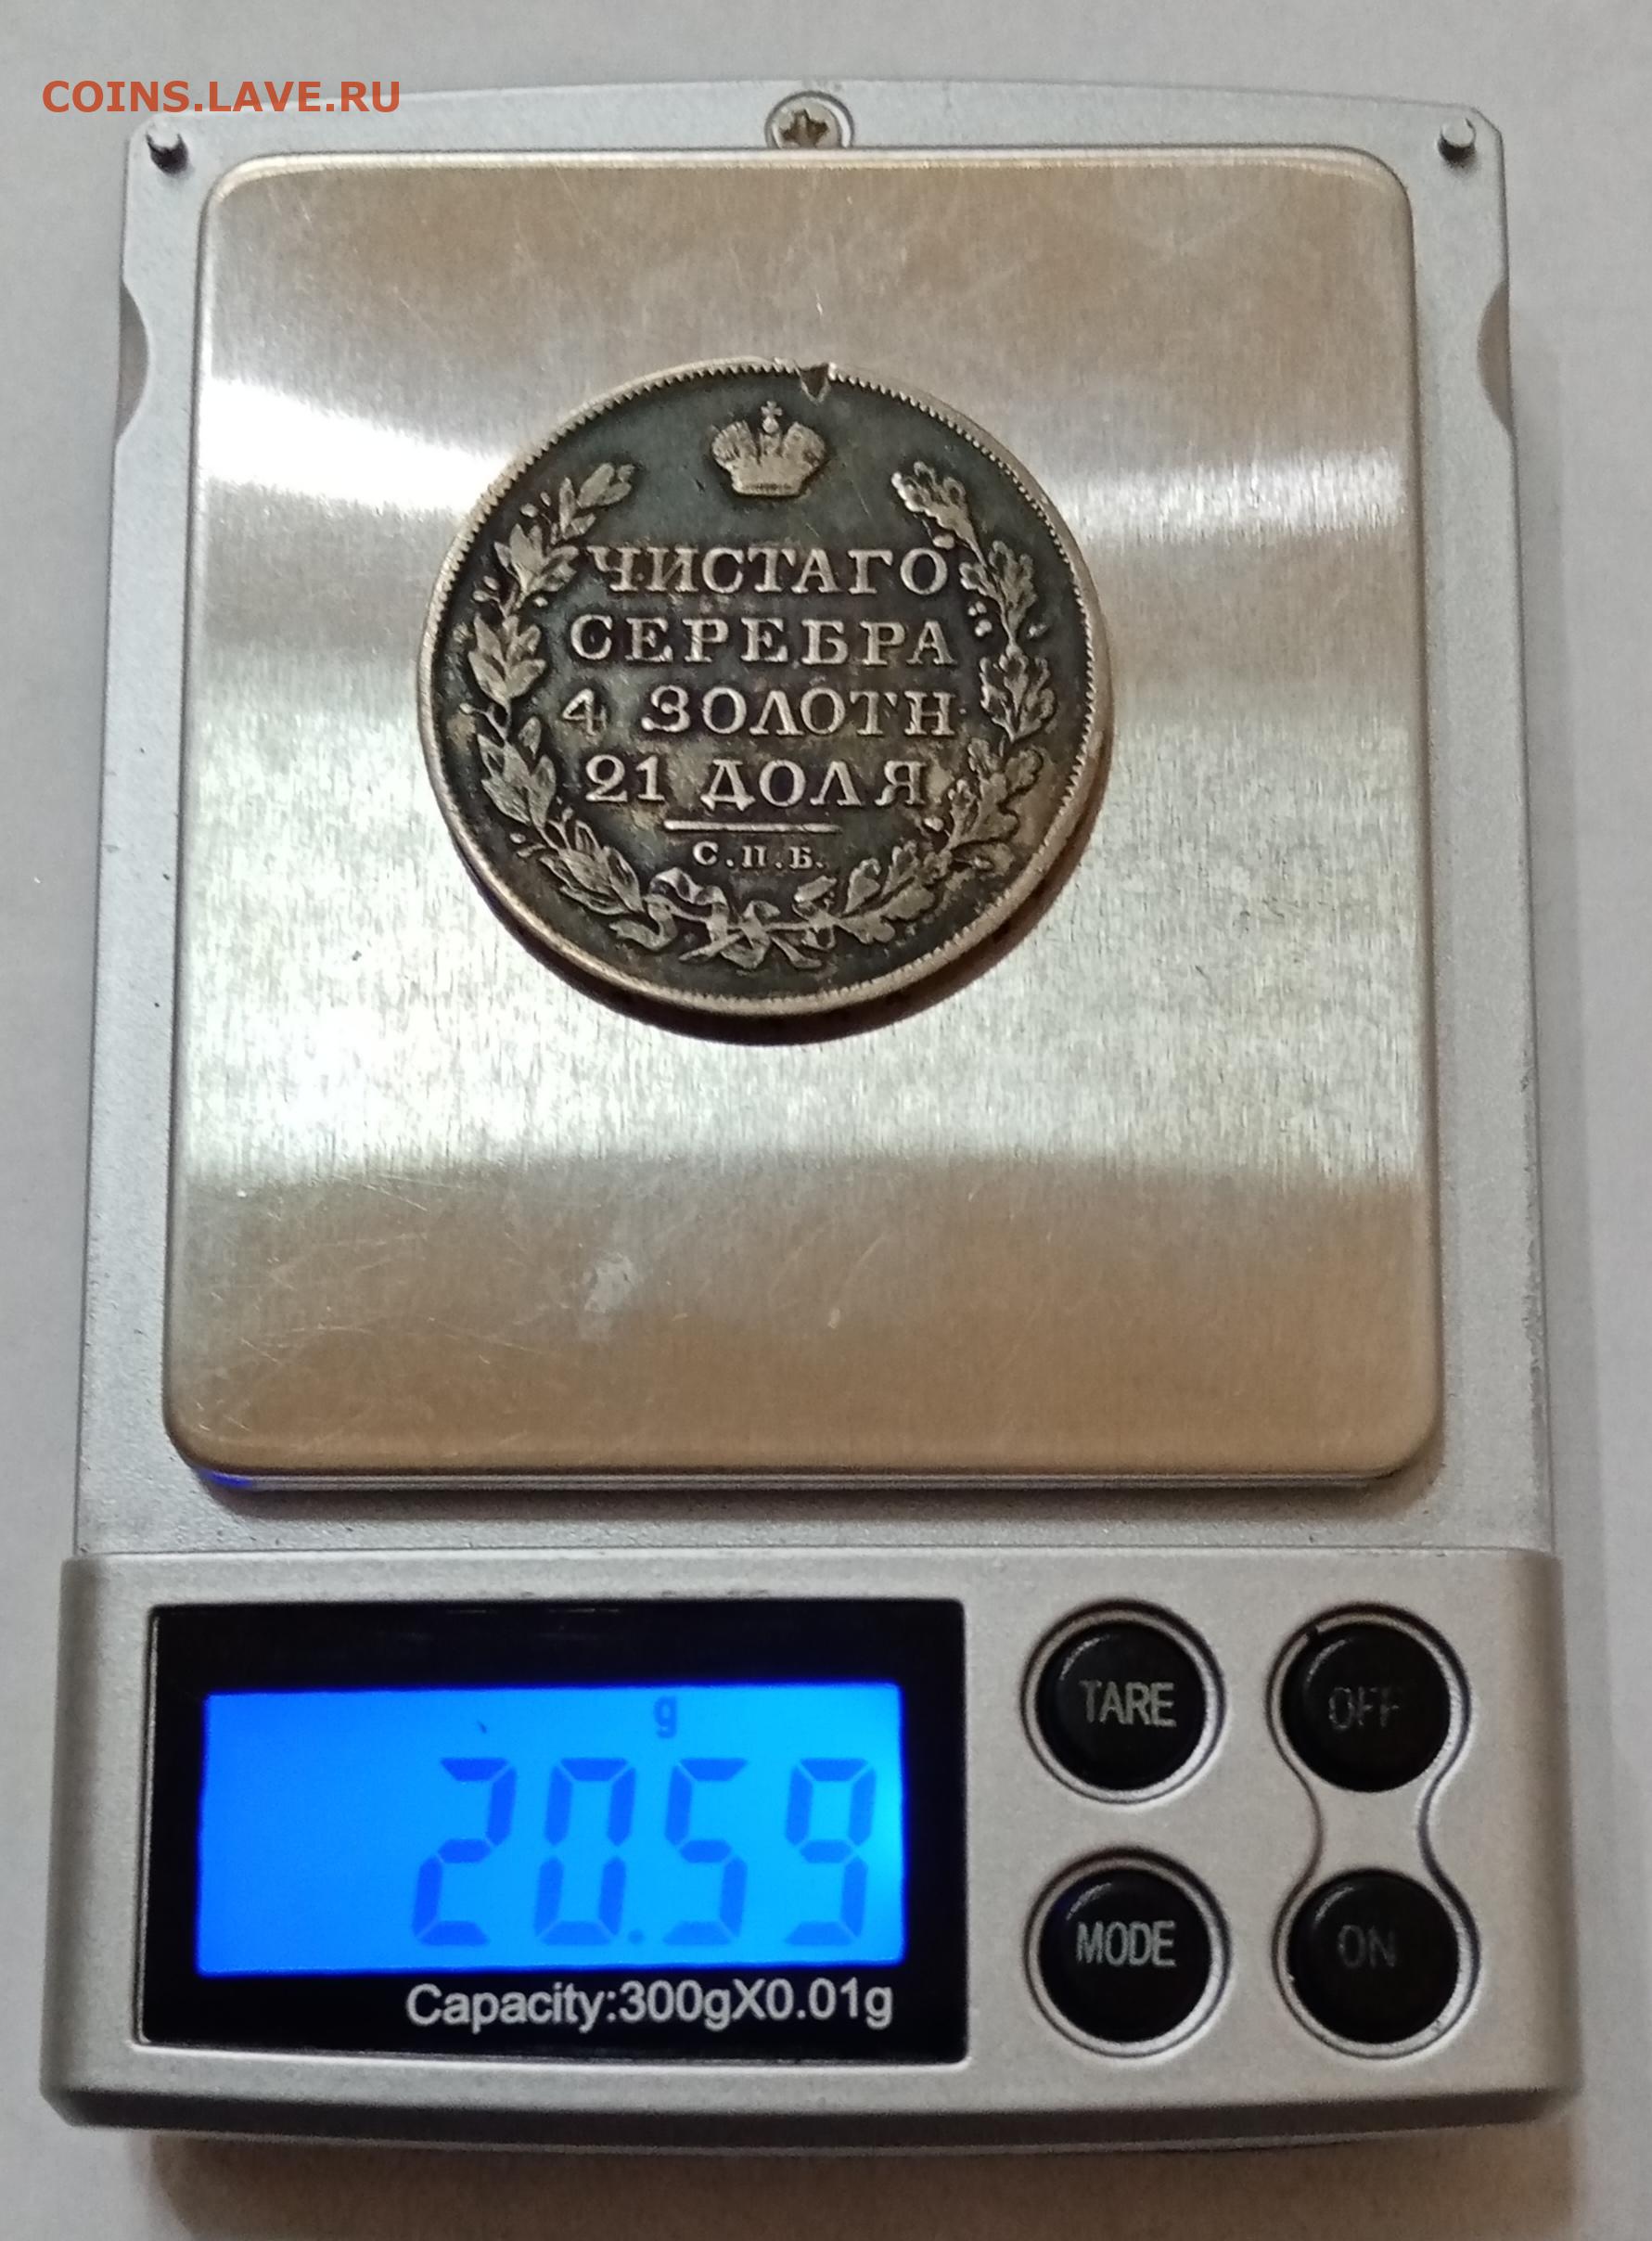 COINS.LAVE.RU
ЧИСТАГО
СЕРЕБРА
4 ЗОЛОТН
21 ДОЛЯ
С.П.Б.
g
20.59
Capacity:300gX0.01g
TARE
OFF
MODE
ON